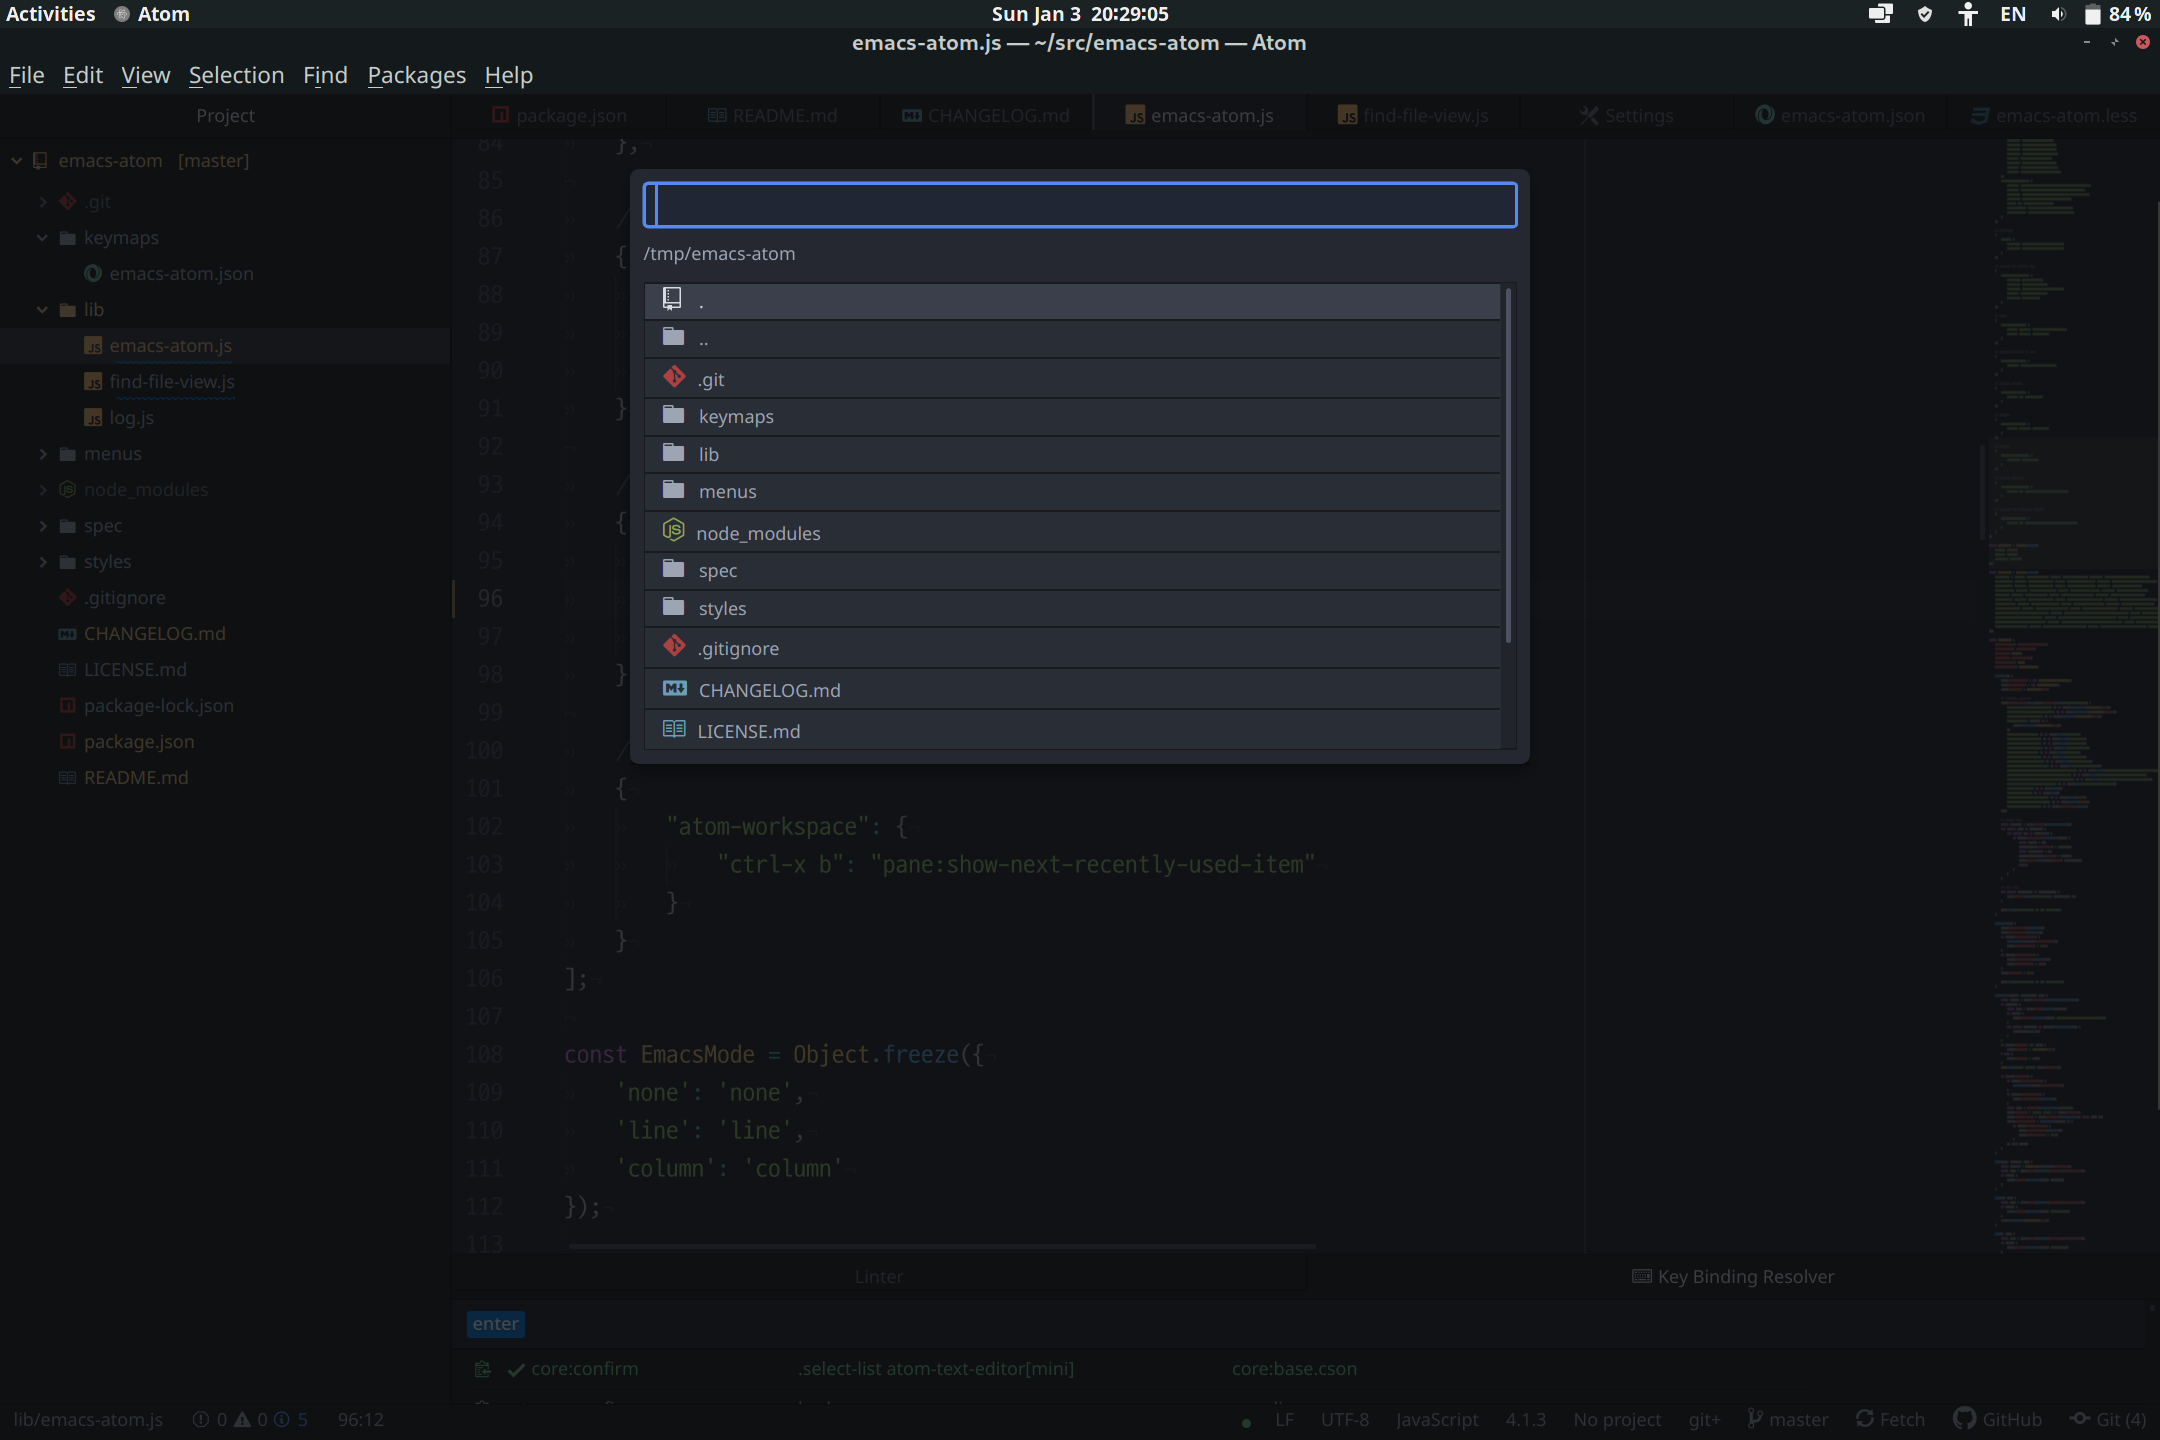 Activities Atom Sun Jan 3 20:29:05 EN 84%
emacs-atom.js — ~/src/emacs-atom — Atom
File Edit View Selection Find Packages Help
Project
package.json README.md CHANGELOG.md emacs-atom.js find-file-view.js Settings emacs-atom.json emacs-atom.less
emacs-atom [master]
.git
keymaps
emacs-atom.json
lib
emacs-atom.js
find-file-view.js
log.js
menus
node_modules
spec
styles
.gitignore
CHANGELOG.md
LICENSE.md
package-lock.json
package.json
README.md
/tmp/emacs-atom
.
..
.git
keymaps
lib
menus
node_modules
spec
styles
.gitignore
CHANGELOG.md
LICENSE.md
84 },
85
86 /
87 {
88
89
90
91 }
92
93 /
94 {
95
96
97
98 }
99
100 /
101 {
102 "atom-workspace": {
103 "ctrl-x b": "pane:show-next-recently-used-item"
104 }
105 }
106 ];
107
108 const EmacsMode = Object.freeze({
109 'none': 'none',
110 'line': 'line',
111 'column': 'column'
112 });
113
Linter Key Binding Resolver
enter
core:confirm .select-list atom-text-editor[mini] core:base.cson
lib/emacs-atom.js 0 0 5 96:12 LF UTF-8 JavaScript 4.1.3 No project git+ master Fetch GitHub Git (4)